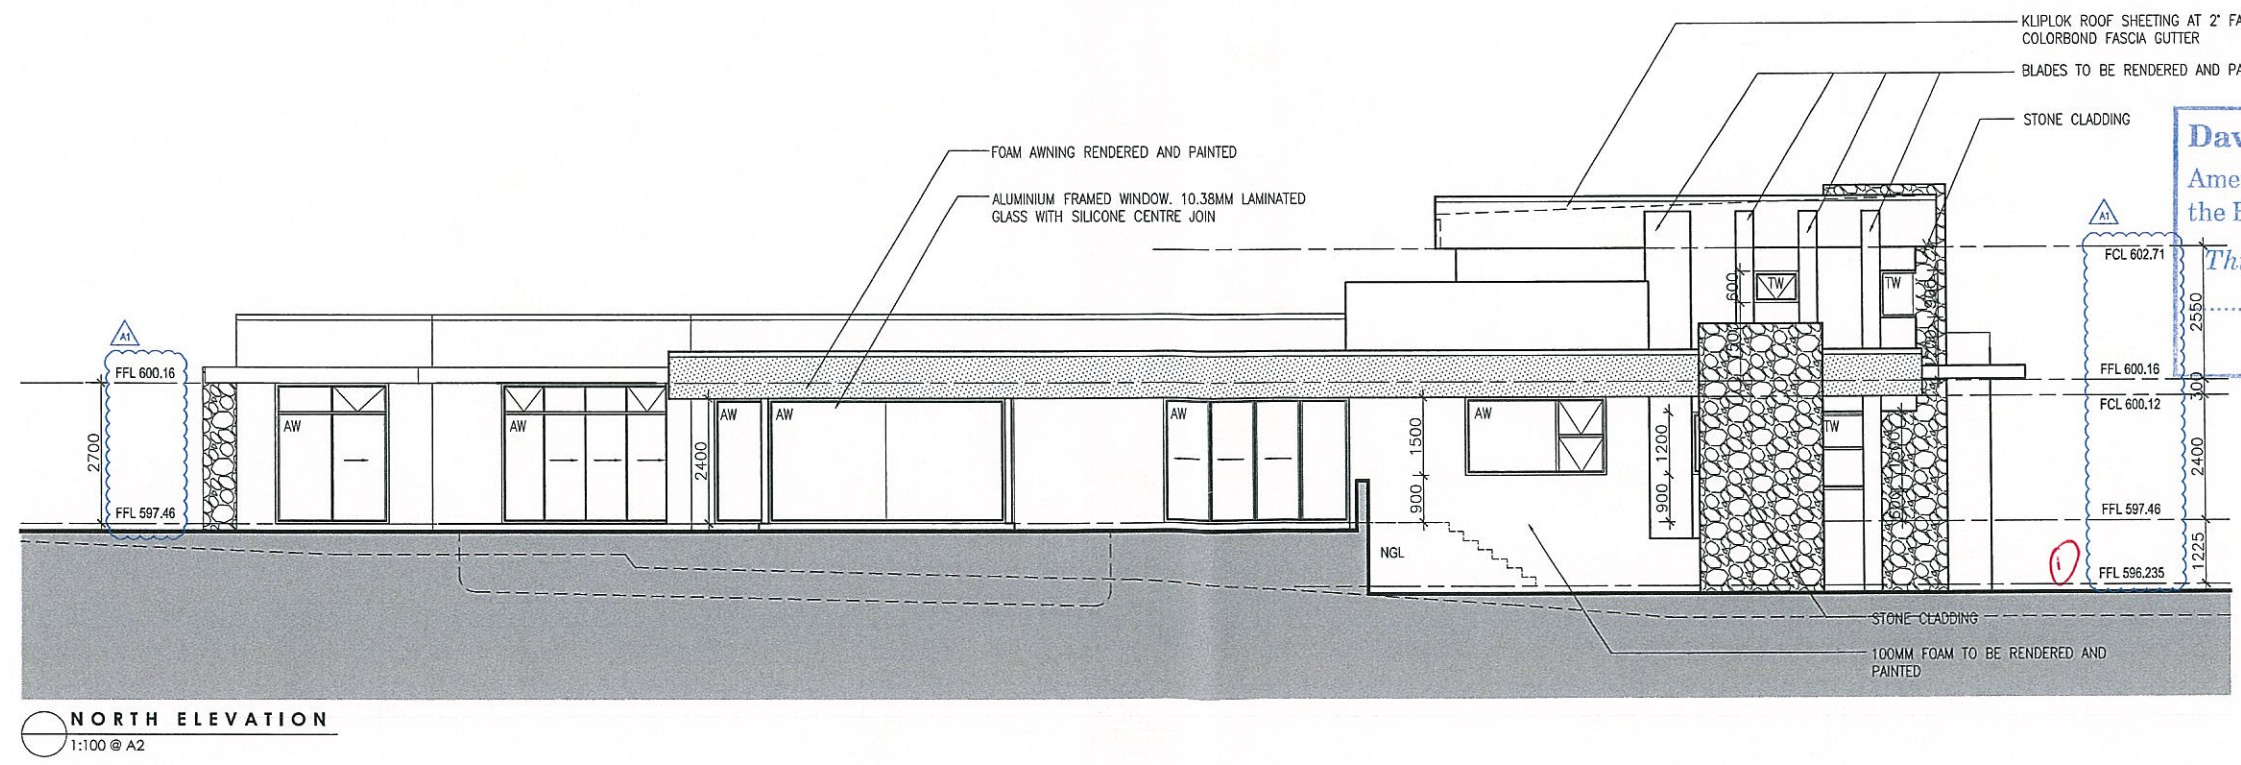 KLIPLOK ROOF SHEETING AT 2° FA
COLORBOND FASCIA GUTTER
BLADES TO BE RENDERED AND PA
STONE CLADDING
Dav
Ame
the B
Thi
FOAM AWNING RENDERED AND PAINTED
ALUMINIUM FRAMED WINDOW. 10.38MM LAMINATED
GLASS WITH SILICONE CENTRE JOIN
A1
A1
FCL 602.71
2550
600
TW
TW
FFL 600.16
FFL 600.16
300
FCL 600.12
AW
AW
AW
AW
AW
AW
TW
2700
2400
1500
900
1200
900
2400
FFL 597.46
FFL 597.46
1225
NGL
1
FFL 596.235
STONE CLADDING
100MM FOAM TO BE RENDERED AND
PAINTED
NORTH ELEVATION
1:100 @ A2